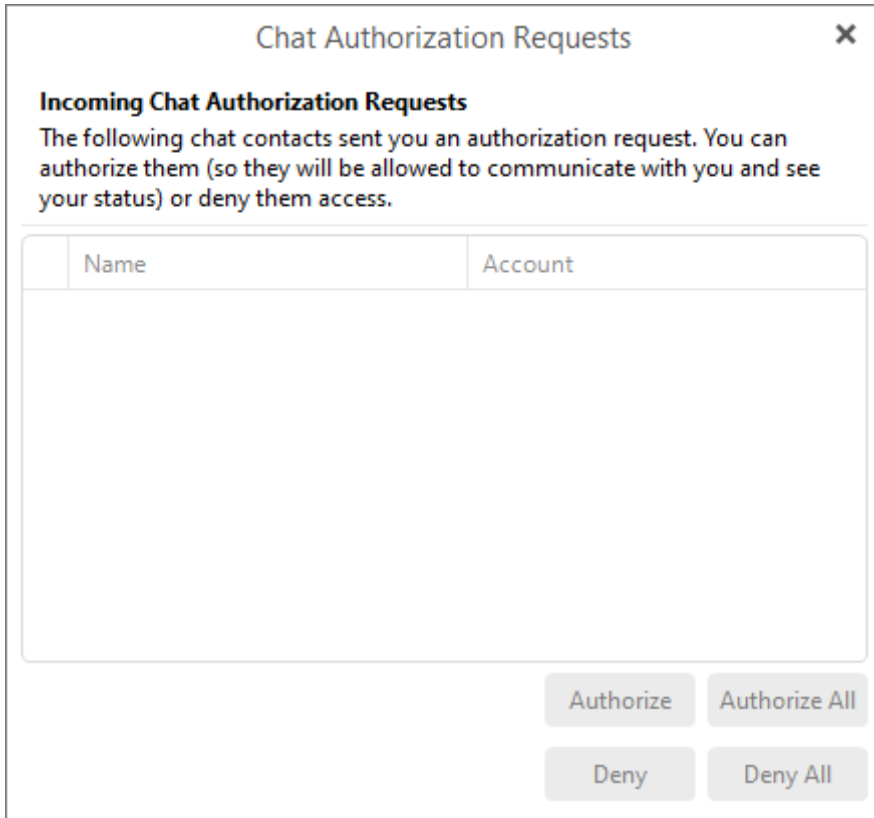 Chat Authorization Requests
Incoming Chat Authorization Requests
The following chat contacts sent you an authorization request. You can
authorize them (so they will be allowed to communicate with you and see
your status) or deny them access.
Name Account
Authorize Authorize All
Deny Deny All